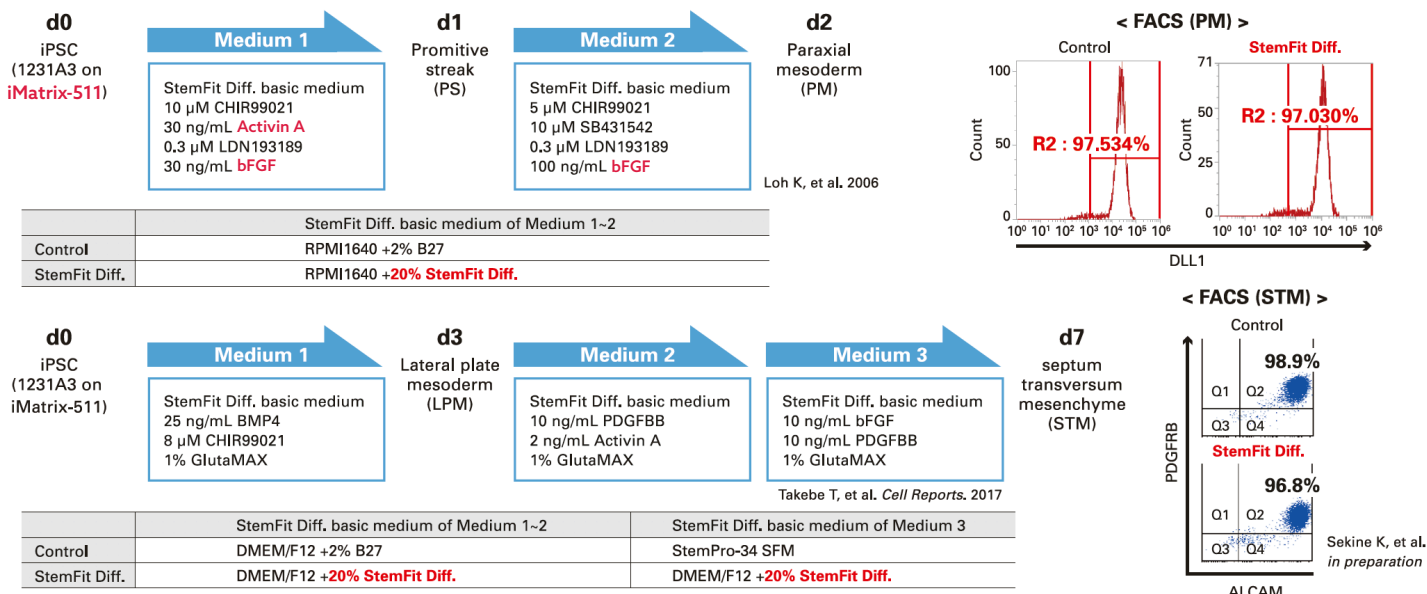 d0
iPSC
(1231A3 on
iMatrix-511)
Medium 1
StemFit Diff. basic medium
10 μM CHIR99021
30 ng/mL Activin A
0.3 μM LDN193189
30 ng/mL bFGF
d1
Promitive
streak
(PS)
Medium 2
StemFit Diff. basic medium
5 μM CHIR99021
10 μM SB431542
0.3 μM LDN193189
100 ng/mL bFGF
d2
Paraxial
mesoderm
(PM)
Loh K, et al. 2006
StemFit Diff. basic medium of Medium 1~2
Control RPMI1640 +2% B27
StemFit Diff. RPMI1640 +20% StemFit Diff.
< FACS (PM) >
Control
Count
100
50
0
R2 : 97.534%
10⁰ 10¹ 10² 10³ 10⁴ 10⁵ 10⁶
StemFit Diff.
Count
71
50
25
0
R2 : 97.030%
10⁰ 10¹ 10² 10³ 10⁴ 10⁵ 10⁶
DLL1
d0
iPSC
(1231A3 on
iMatrix-511)
Medium 1
StemFit Diff. basic medium
25 ng/mL BMP4
8 μM CHIR99021
1% GlutaMAX
d3
Lateral plate
mesoderm
(LPM)
Medium 2
StemFit Diff. basic medium
10 ng/mL PDGFBB
2 ng/mL Activin A
1% GlutaMAX
Medium 3
StemFit Diff. basic medium
10 ng/mL bFGF
10 ng/mL PDGFBB
1% GlutaMAX
d7
septum
transversum
mesenchyme
(STM)
Takebe T, et al. Cell Reports. 2017
StemFit Diff. basic medium of Medium 1~2 StemFit Diff. basic medium of Medium 3
Control DMEM/F12 +2% B27 StemPro-34 SFM
StemFit Diff. DMEM/F12 +20% StemFit Diff. DMEM/F12 +20% StemFit Diff.
< FACS (STM) >
Control
98.9%
Q1 Q2
Q3 Q4
StemFit Diff.
96.8%
Q1 Q2
Q3 Q4
PDGFRB
ALCAM
Sekine K, et al.
in preparation